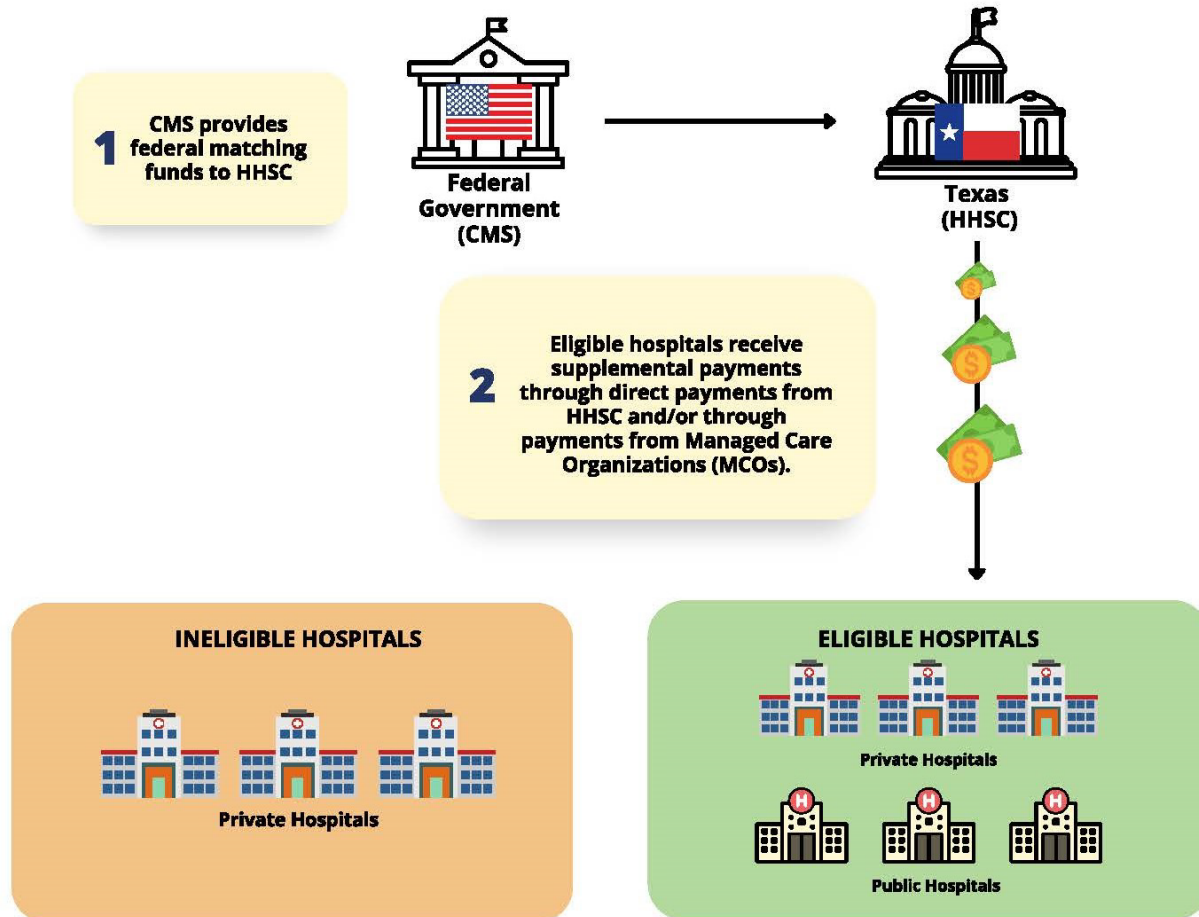 1
CMS provides
federal matching
funds to HHSC
Federal
Government
(CMS)
Texas
(HHSC)
2
Eligible hospitals receive
supplemental payments
through direct payments from
HHSC and/or through
payments from Managed Care
Organizations (MCOs).
$
$
$
INELIGIBLE HOSPITALS
Private Hospitals
ELIGIBLE HOSPITALS
Private Hospitals
H
H
H
Public Hospitals